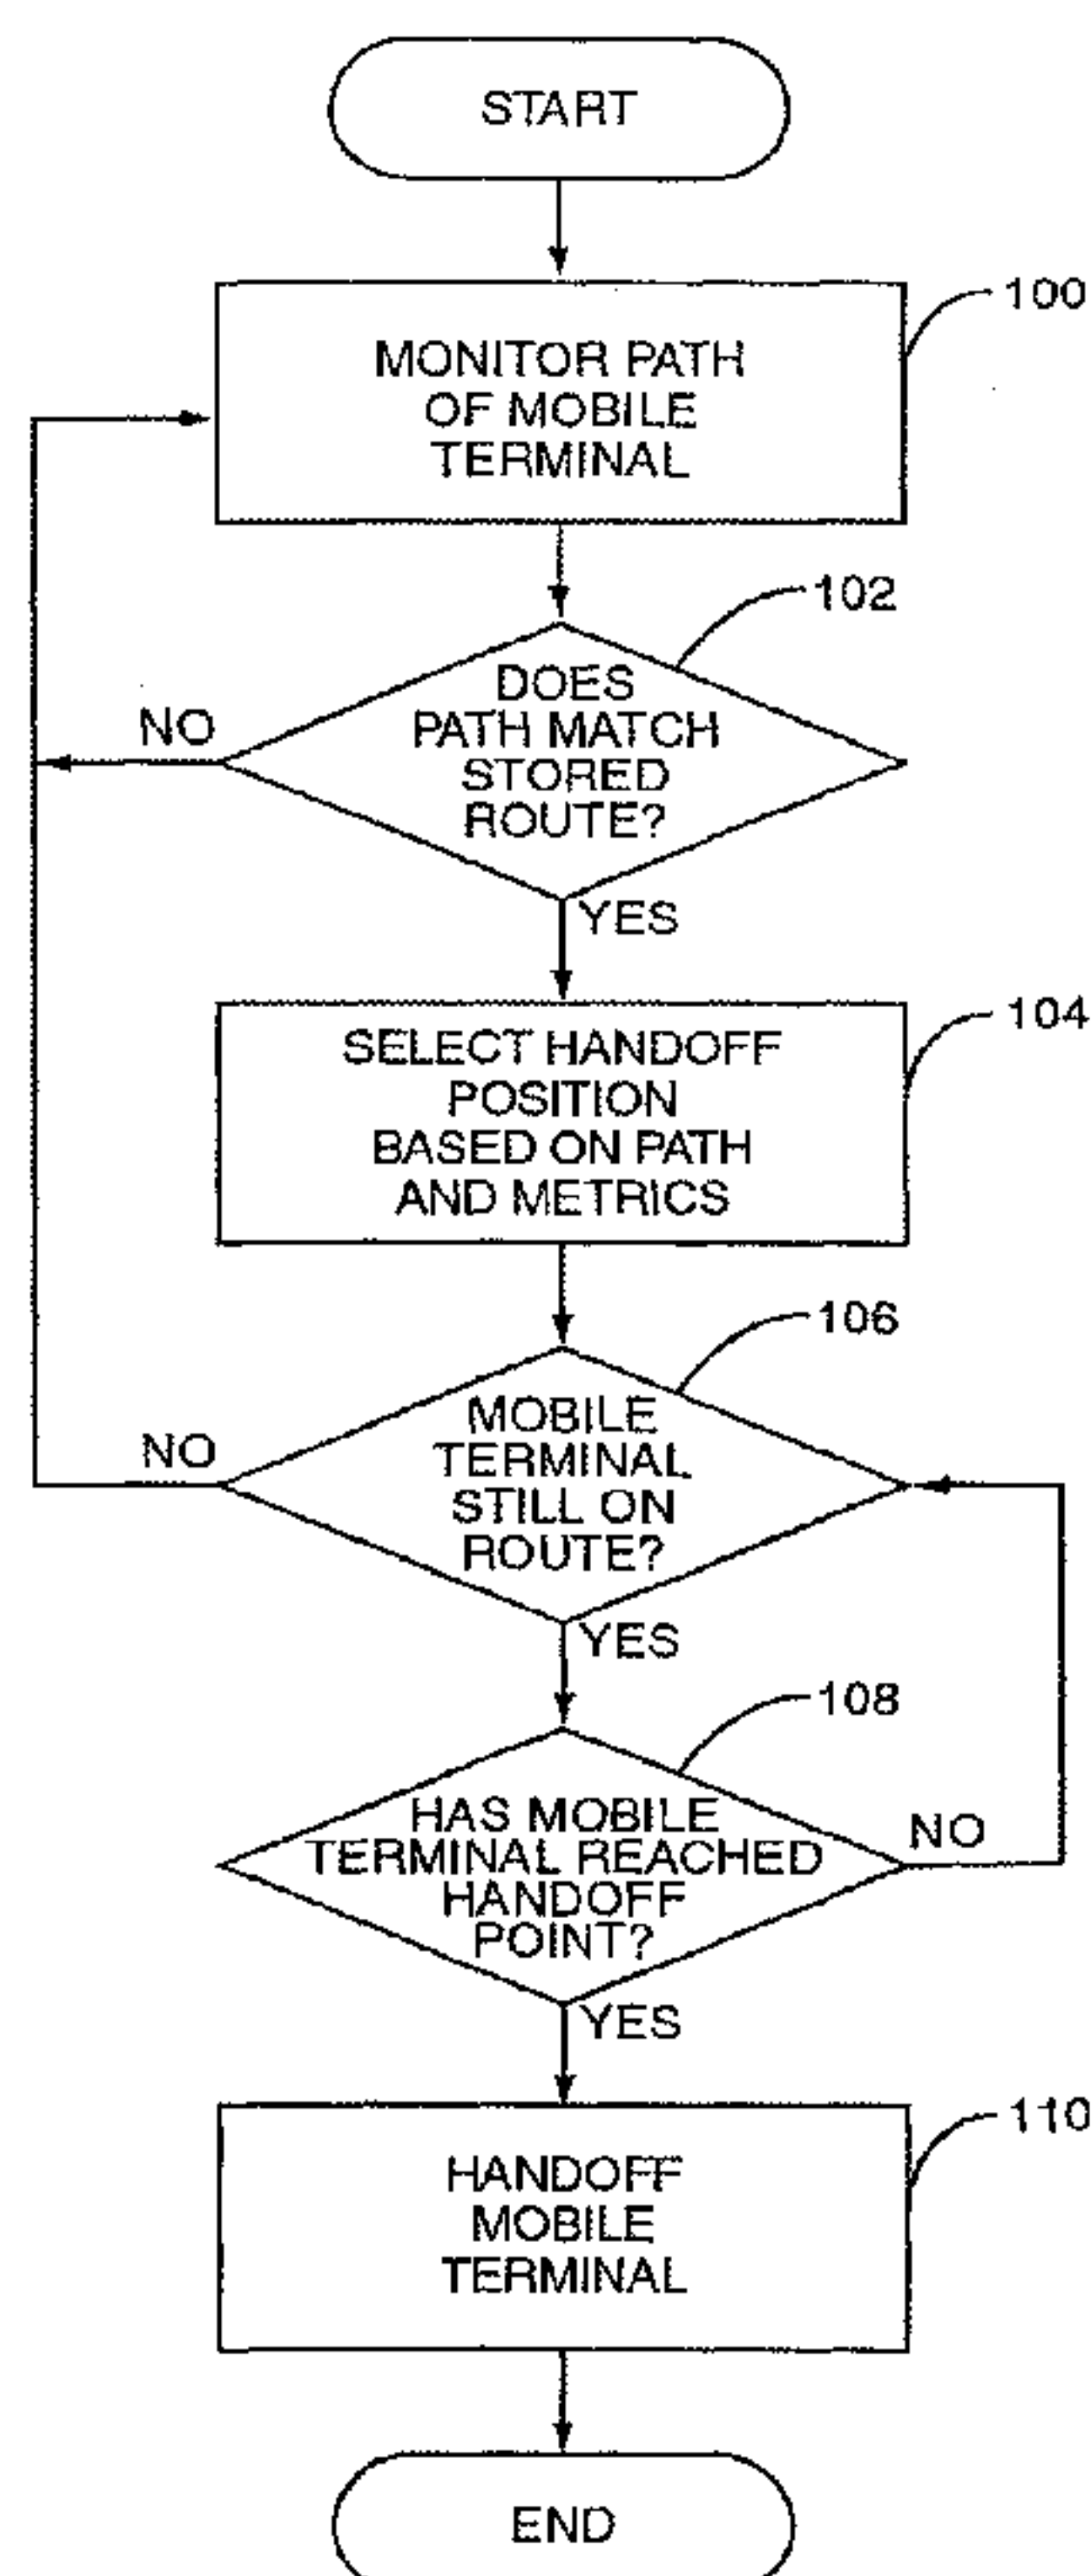 START
100
MONITOR PATH
OF MOBILE
TERMINAL
102
DOES
PATH MATCH
STORED
ROUTE?
NO
YES
104
SELECT HANDOFF
POSITION
BASED ON PATH
AND METRICS
106
MOBILE
TERMINAL
STILL ON
ROUTE?
NO
YES
108
HAS MOBILE
TERMINAL REACHED
HANDOFF
POINT?
NO
YES
110
HANDOFF
MOBILE
TERMINAL
END